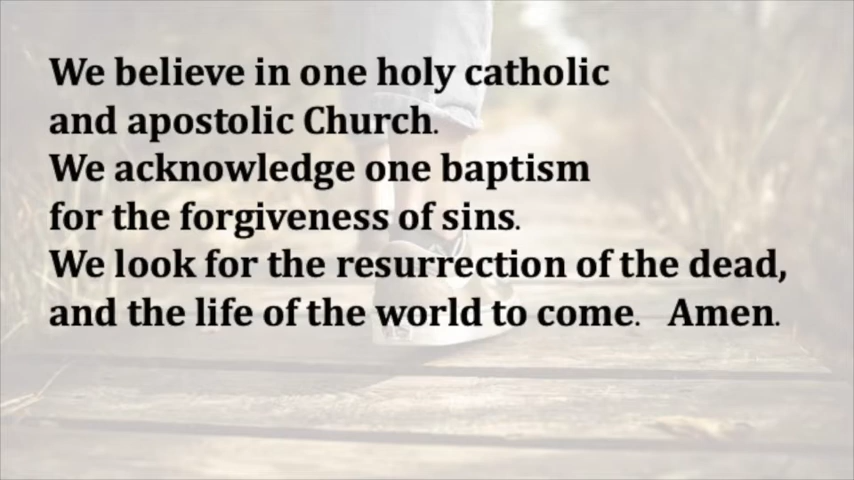 We believe in one holy catholic
and apostolic Church.
We acknowledge one baptism
for the forgiveness of sins.
We look for the resurrection of the dead,
and the life of the world to come. Amen.